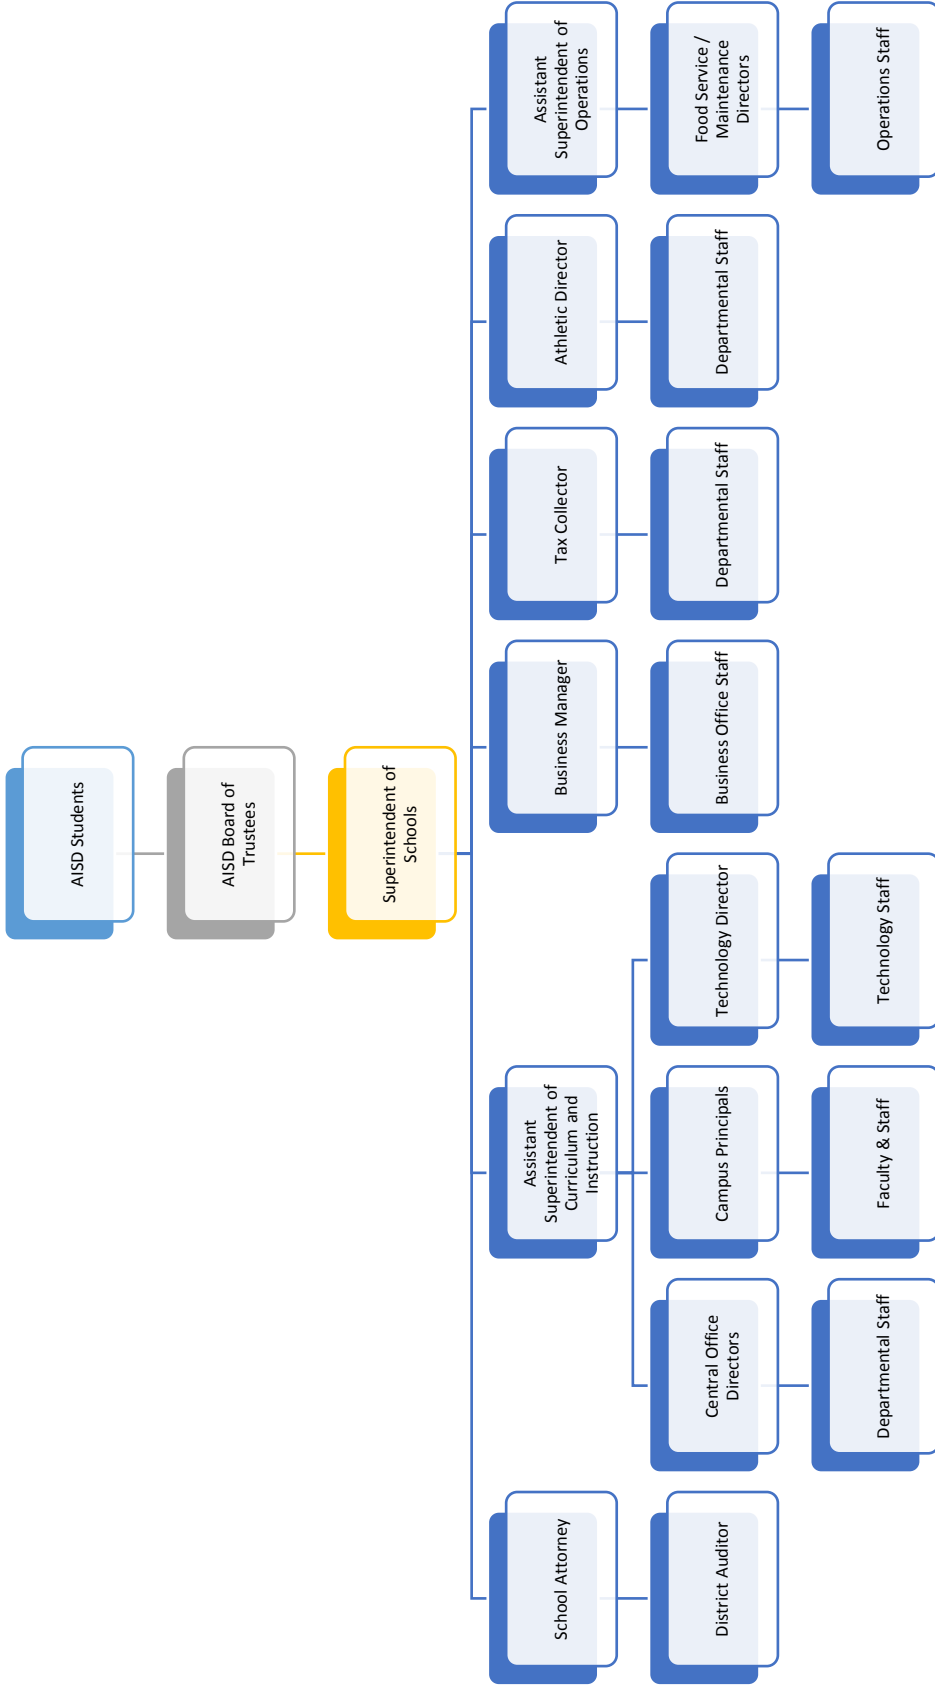 AISD Students
AISD Board of
Trustees
Superintendent of
Schools
School Attorney
Assistant
Superintendent of
Curriculum and
Instruction
Business Manager
Tax Collector
Athletic Director
Assistant
Superintendent of
Operations
District Auditor
Central Office
Directors
Campus Principals
Technology Director
Business Office Staff
Departmental Staff
Departmental Staff
Food Service /
Maintenance
Directors
Departmental Staff
Faculty & Staff
Technology Staff
Operations Staff